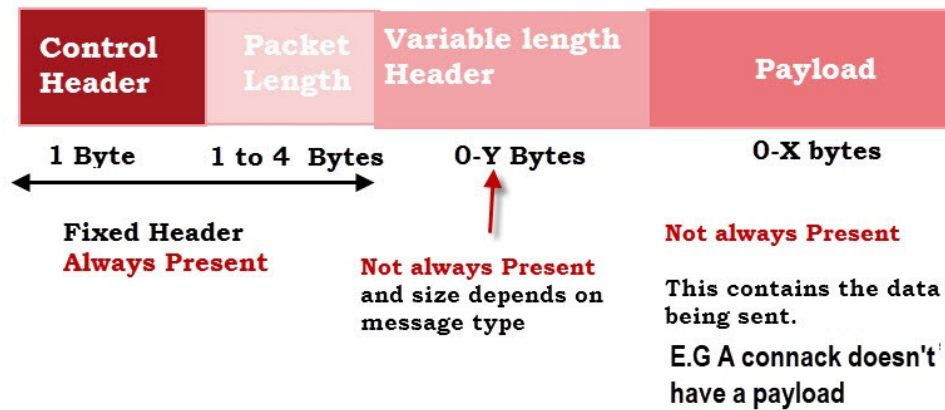 Control
Header
Packet
Length
Variable length
Header
Payload
1 Byte
1 to 4 Bytes
0-Y Bytes
0-X bytes
Fixed Header
Always Present
Not always Present
and size depends on
message type
Not always Present
This contains the data
being sent.
E.G A connack doesn't
have a payload